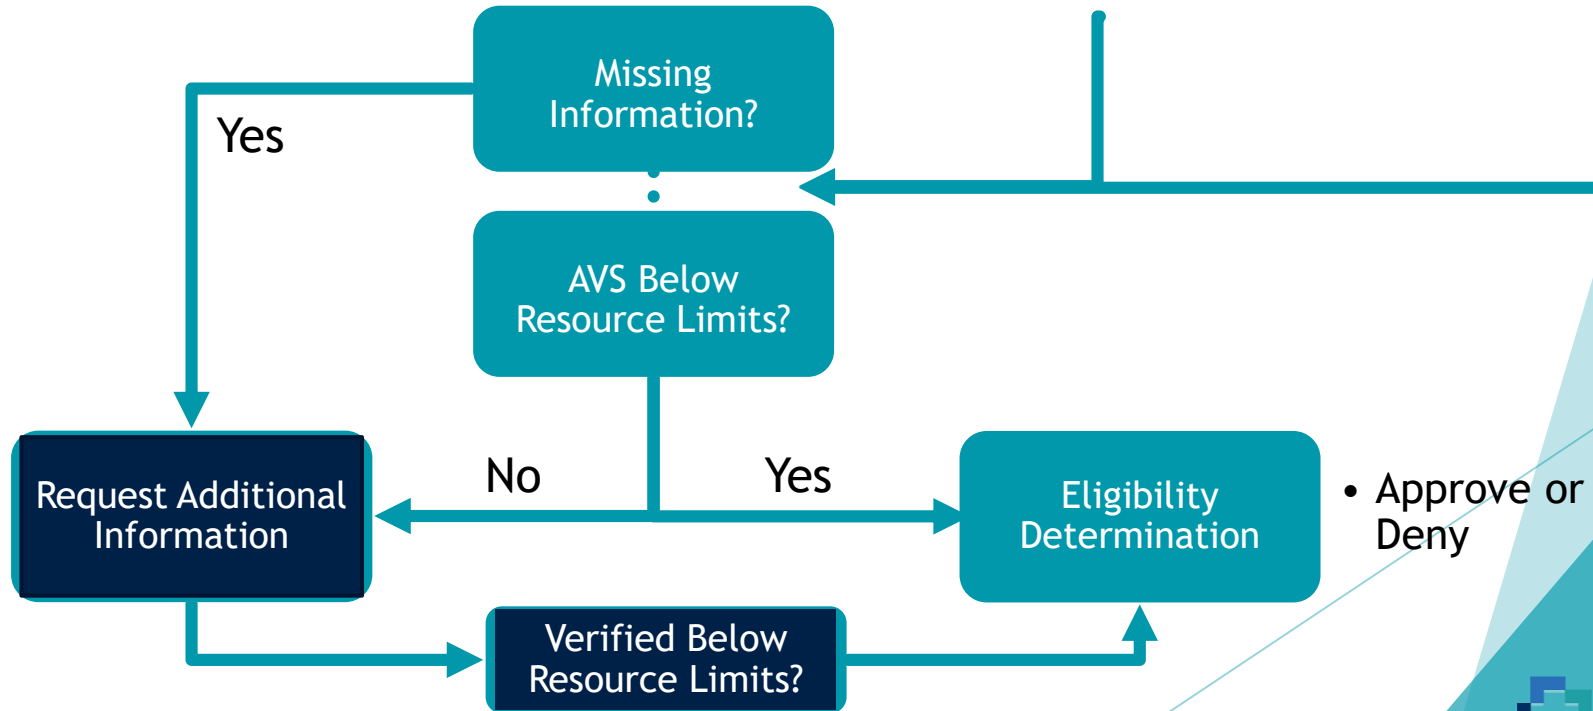 Missing
Information?
Yes
AVS Below
Resource Limits?
No
Yes
Request Additional
Information
Eligibility
Determination
• Approve or
Deny
Verified Below
Resource Limits?